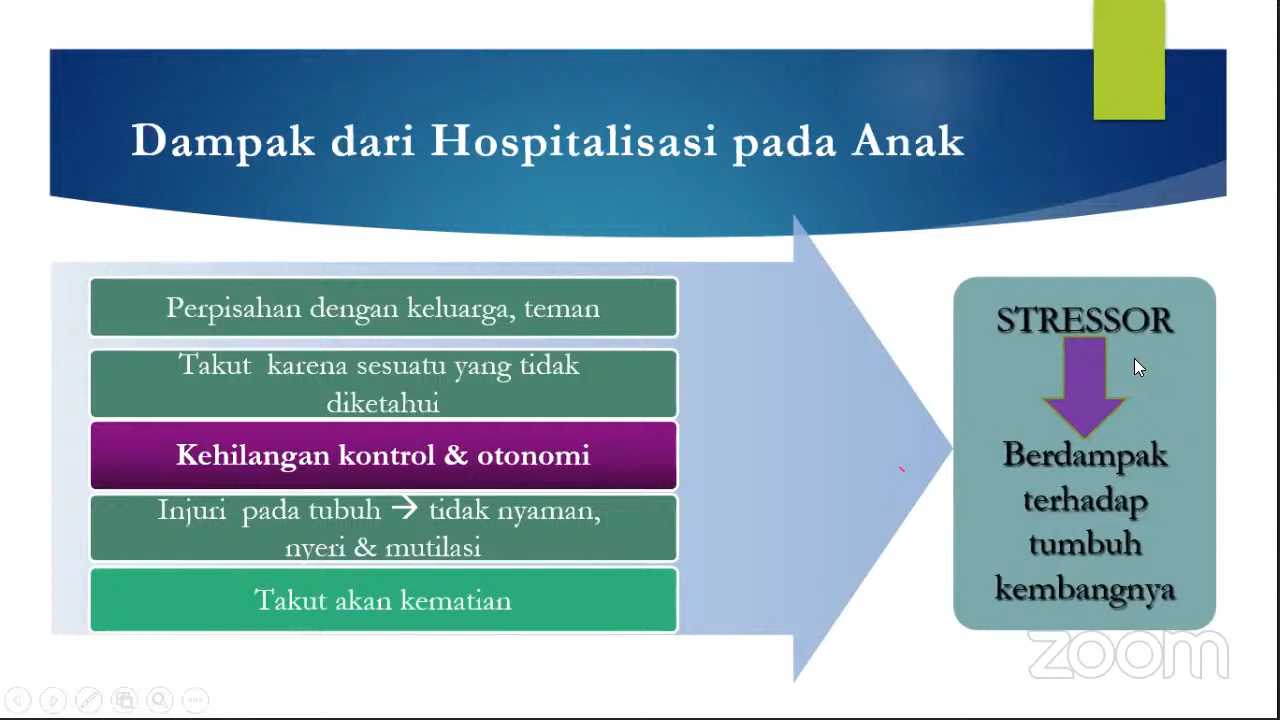 Dampak dari Hospitalisasi pada Anak
Perpisahan dengan keluarga, teman
Takut karena sesuatu yang tidak
diketahui
Kehilangan kontrol & otonomi
Injuri pada tubuh → tidak nyaman,
nyeri & mutilasi
Takut akan kematian
STRESSOR
Berdampak
terhadap
tumbuh
kembangnya
zoom